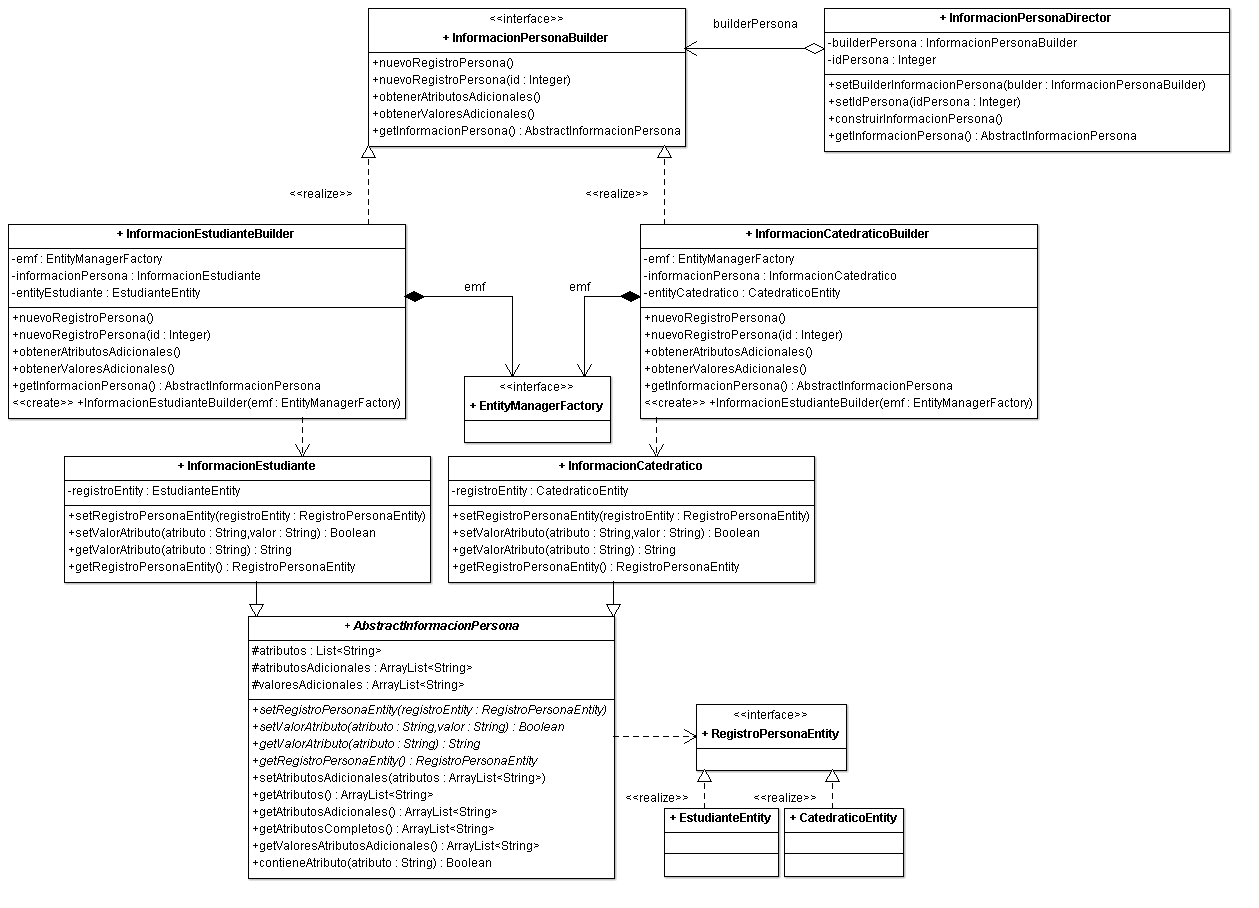 <<interface>>
+ InformacionPersonaBuilder
+nuevoRegistroPersona()
+nuevoRegistroPersona(id : Integer)
+obtenerAtributosAdicionales()
+obtenerValoresAdicionales()
+getInformacionPersona() : AbstractInformacionPersona
builderPersona
+ InformacionPersonaDirector
-builderPersona : InformacionPersonaBuilder
-idPersona : Integer
+setBuilderInformacionPersona(bulder : InformacionPersonaBuilder)
+setIdPersona(idPersona : Integer)
+construirInformacionPersona()
+getInformacionPersona() : AbstractInformacionPersona
<<realize>>
<<realize>>
+ InformacionEstudianteBuilder
-emf : EntityManagerFactory
-informacionPersona : InformacionEstudiante
-entityEstudiante : EstudianteEntity
+nuevoRegistroPersona()
+nuevoRegistroPersona(id : Integer)
+obtenerAtributosAdicionales()
+obtenerValoresAdicionales()
+getInformacionPersona() : AbstractInformacionPersona
<<create>> +InformacionEstudianteBuilder(emf : EntityManagerFactory)
emf
emf
+ InformacionCatedraticoBuilder
-emf : EntityManagerFactory
-informacionPersona : InformacionCatedratico
-entityCatedratico : CatedraticoEntity
+nuevoRegistroPersona()
+nuevoRegistroPersona(id : Integer)
+obtenerAtributosAdicionales()
+obtenerValoresAdicionales()
+getInformacionPersona() : AbstractInformacionPersona
<<create>> +InformacionEstudianteBuilder(emf : EntityManagerFactory)
<<interface>>
+ EntityManagerFactory
+ InformacionEstudiante
-registroEntity : EstudianteEntity
+setRegistroPersonaEntity(registroEntity : RegistroPersonaEntity)
+setValorAtributo(atributo : String,valor : String) : Boolean
+getValorAtributo(atributo : String) : String
+getRegistroPersonaEntity() : RegistroPersonaEntity
+ InformacionCatedratico
-registroEntity : CatedraticoEntity
+setRegistroPersonaEntity(registroEntity : RegistroPersonaEntity)
+setValorAtributo(atributo : String,valor : String) : Boolean
+getValorAtributo(atributo : String) : String
+getRegistroPersonaEntity() : RegistroPersonaEntity
+ AbstractInformacionPersona
#atributos : List<String>
#atributosAdicionales : ArrayList<String>
#valoresAdicionales : ArrayList<String>
+setRegistroPersonaEntity(registroEntity : RegistroPersonaEntity)
+setValorAtributo(atributo : String,valor : String) : Boolean
+getValorAtributo(atributo : String) : String
+getRegistroPersonaEntity() : RegistroPersonaEntity
+setAtributosAdicionales(atributos : ArrayList<String>)
+getAtributos() : ArrayList<String>
+getAtributosAdicionales() : ArrayList<String>
+getAtributosCompletos() : ArrayList<String>
+getValoresAtributosAdicionales() : ArrayList<String>
+contieneAtributo(atributo : String) : Boolean
<<interface>>
+ RegistroPersonaEntity
<<realize>>
<<realize>>
+ EstudianteEntity
+ CatedraticoEntity